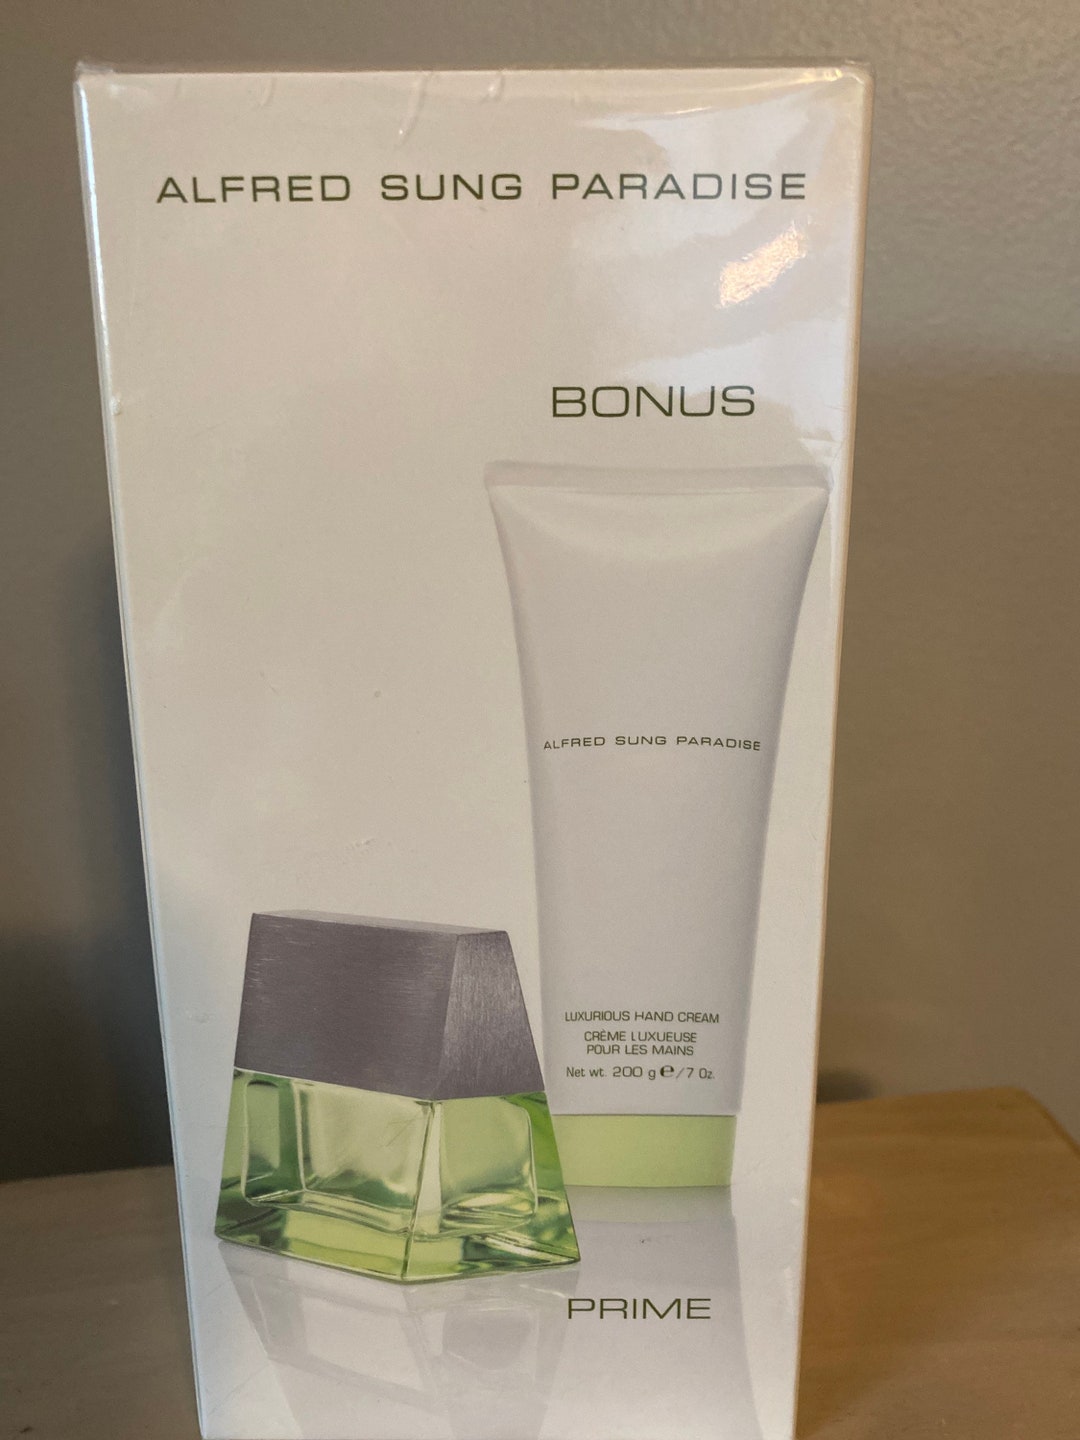 ALFRED SUNG PARADISE
BONUS
ALFRED SUNG PARADISE
LUXURIOUS HAND CREAM
CRÈME LUXUEUSE
POUR LES MAINS
Net wt. 200 g ℮/7 Oz.
PRIME